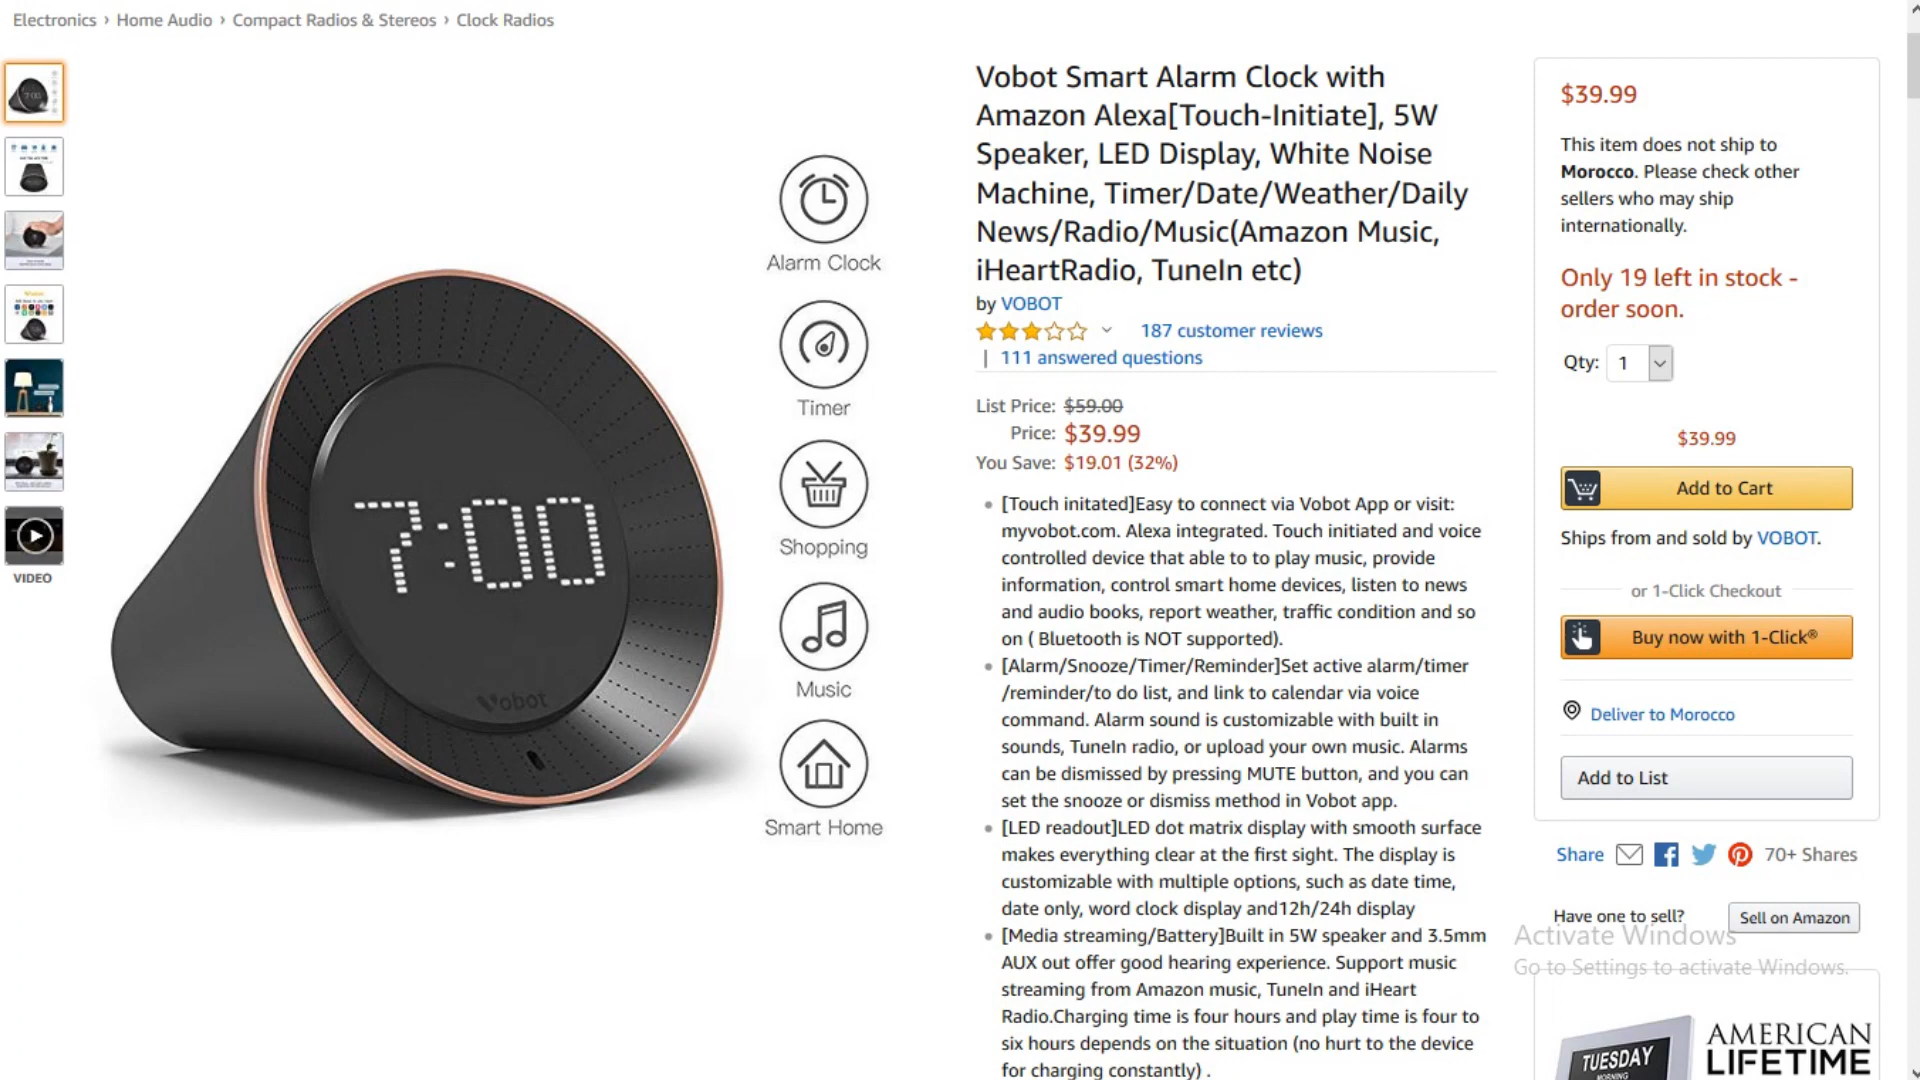 Electronics › Home Audio › Compact Radios & Stereos › Clock Radios
VIDEO
7:00
Vobot
Alarm Clock
Timer
Shopping
Music
Smart Home
Vobot Smart Alarm Clock with
Amazon Alexa[Touch-Initiate], 5W
Speaker, LED Display, White Noise
Machine, Timer/Date/Weather/Daily
News/Radio/Music(Amazon Music,
iHeartRadio, TuneIn etc)
by VOBOT
187 customer reviews
| 111 answered questions
List Price: $59.00
Price: $39.99
You Save: $19.01 (32%)
[Touch initated]Easy to connect via Vobot App or visit:
myvobot.com. Alexa integrated. Touch initiated and voice
controlled device that able to to play music, provide
information, control smart home devices, listen to news
and audio books, report weather, traffic condition and so
on ( Bluetooth is NOT supported).
[Alarm/Snooze/Timer/Reminder]Set active alarm/timer
/reminder/to do list, and link to calendar via voice
command. Alarm sound is customizable with built in
sounds, TuneIn radio, or upload your own music. Alarms
can be dismissed by pressing MUTE button, and you can
set the snooze or dismiss method in Vobot app.
[LED readout]LED dot matrix display with smooth surface
makes everything clear at the first sight. The display is
customizable with multiple options, such as date time,
date only, word clock display and12h/24h display
[Media streaming/Battery]Built in 5W speaker and 3.5mm
AUX out offer good hearing experience. Support music
streaming from Amazon music, TuneIn and iHeart
Radio.Charging time is four hours and play time is four to
six hours depends on the situation (no hurt to the device
for charging constantly) .
$39.99
This item does not ship to
Morocco. Please check other
sellers who may ship
internationally.
Only 19 left in stock -
order soon.
Qty: 1
$39.99
Add to Cart
Ships from and sold by VOBOT.
or 1-Click Checkout
Buy now with 1-Click®
Deliver to Morocco
Add to List
Share 70+ Shares
Have one to sell? Sell on Amazon
Activate Windows
Go to Settings to activate Windows.
TUESDAY
MORNING
AMERICAN
LIFETIME